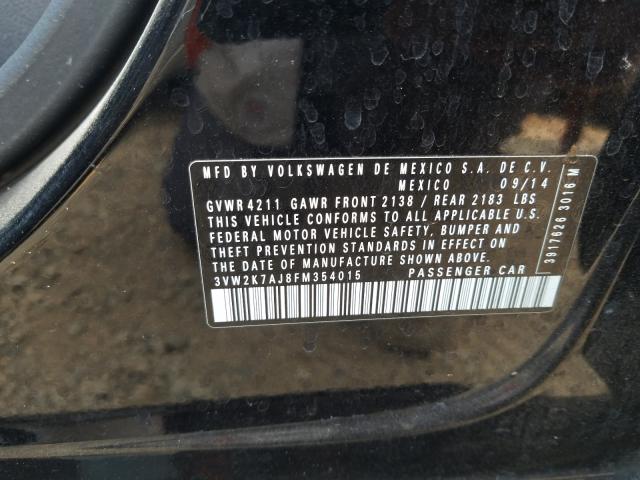 MFD BY VOLKSWAGEN DE MEXICO S.A. DE C.V.
MEXICO 09/14
GVWR 4211 GAWR FRONT 2138 / REAR 2183 LBS
THIS VEHICLE CONFORMS TO ALL APPLICABLE U.S.
FEDERAL MOTOR VEHICLE SAFETY, BUMPER AND
THEFT PREVENTION STANDARDS IN EFFECT ON
THE DATE OF MANUFACTURE SHOWN ABOVE.
3VW2K7AJ8FM354015 PASSENGER CAR
3917626 3016 M